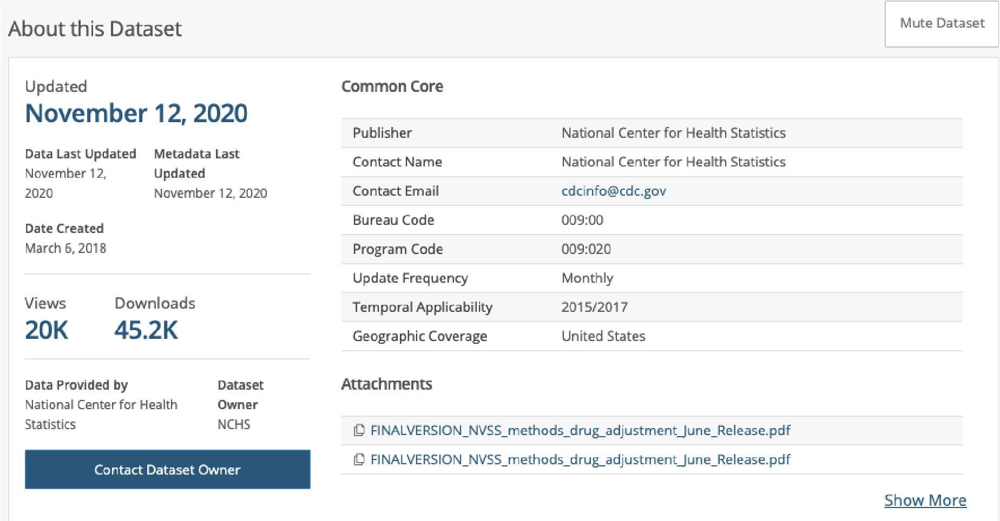 About this Dataset
Mute Dataset
Updated
November 12, 2020
Data Last Updated
November 12,
2020
Metadata Last
Updated
November 12, 2020
Date Created
March 6, 2018
Views
20K
Downloads
45.2K
Data Provided by
National Center for Health
Statistics
Dataset
Owner
NCHS
Contact Dataset Owner
Common Core
Publisher National Center for Health Statistics
Contact Name National Center for Health Statistics
Contact Email cdcinfo@cdc.gov
Bureau Code 009:00
Program Code 009:020
Update Frequency Monthly
Temporal Applicability 2015/2017
Geographic Coverage United States
Attachments
FINALVERSION_NVSS_methods_drug_adjustment_June_Release.pdf
FINALVERSION_NVSS_methods_drug_adjustment_June_Release.pdf
Show More